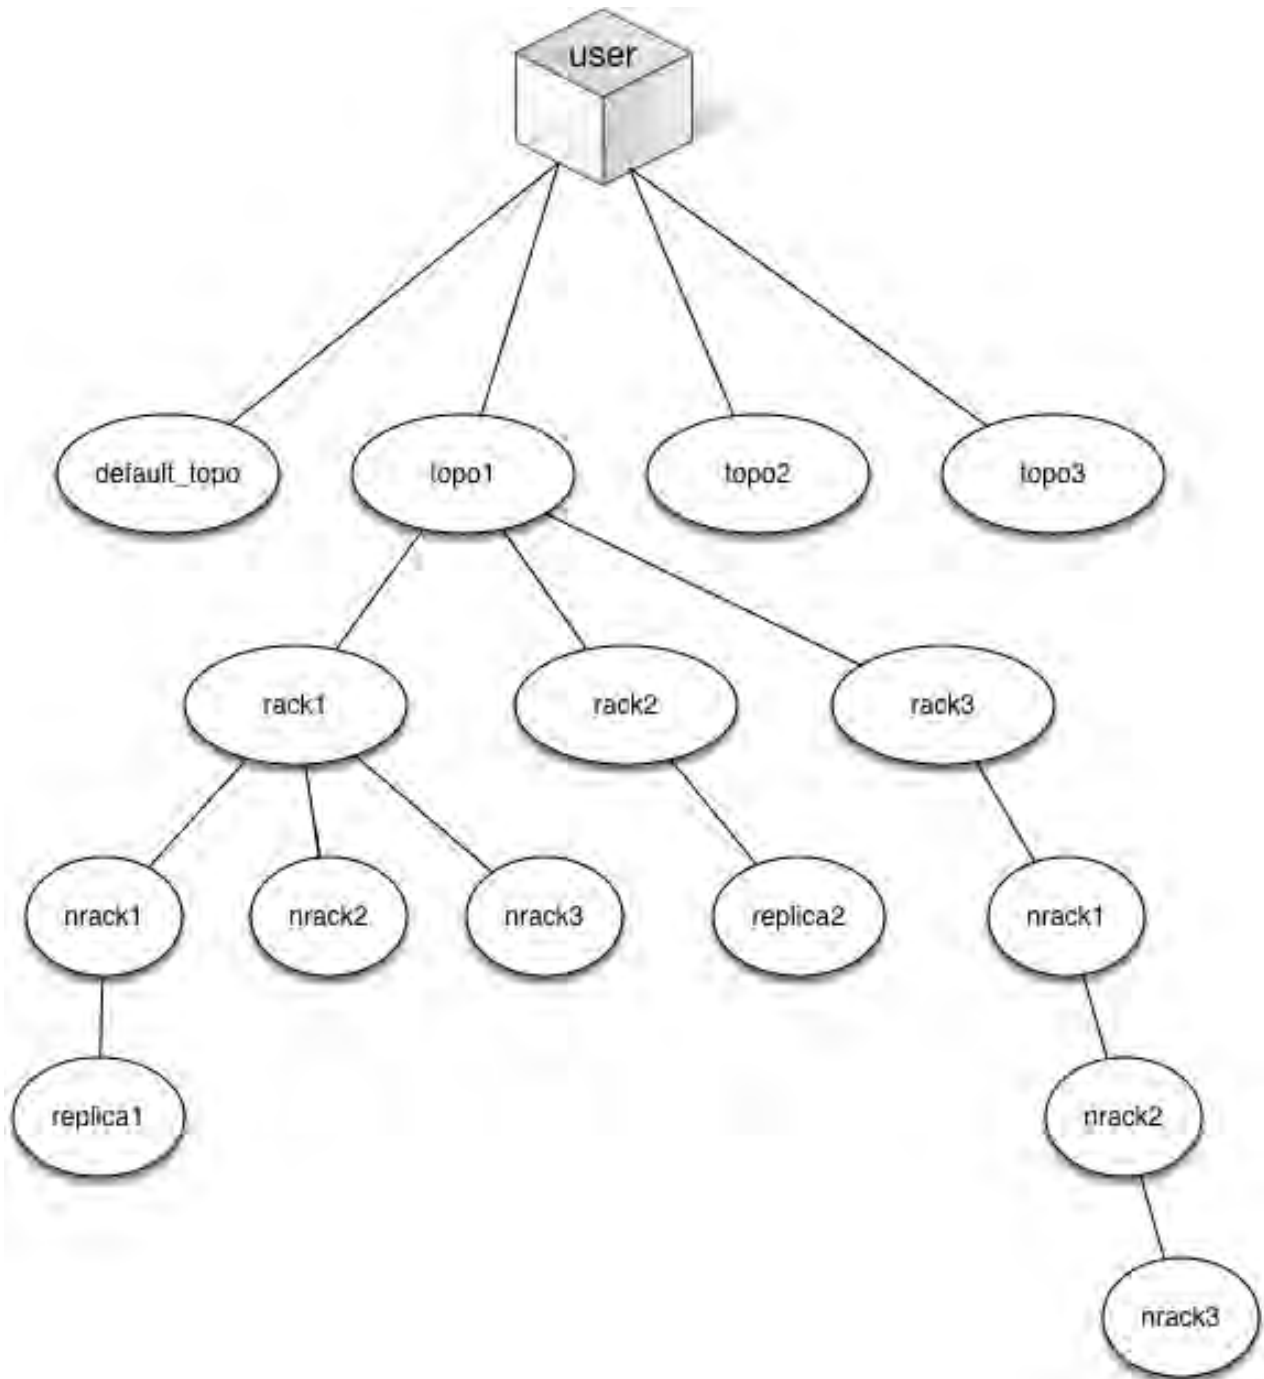 user
default_topo
topo1
topo2
topo3
rack1
rack2
rack3
nrack1
nrack2
nrack3
replica2
nrack1
replica1
nrack2
nrack3